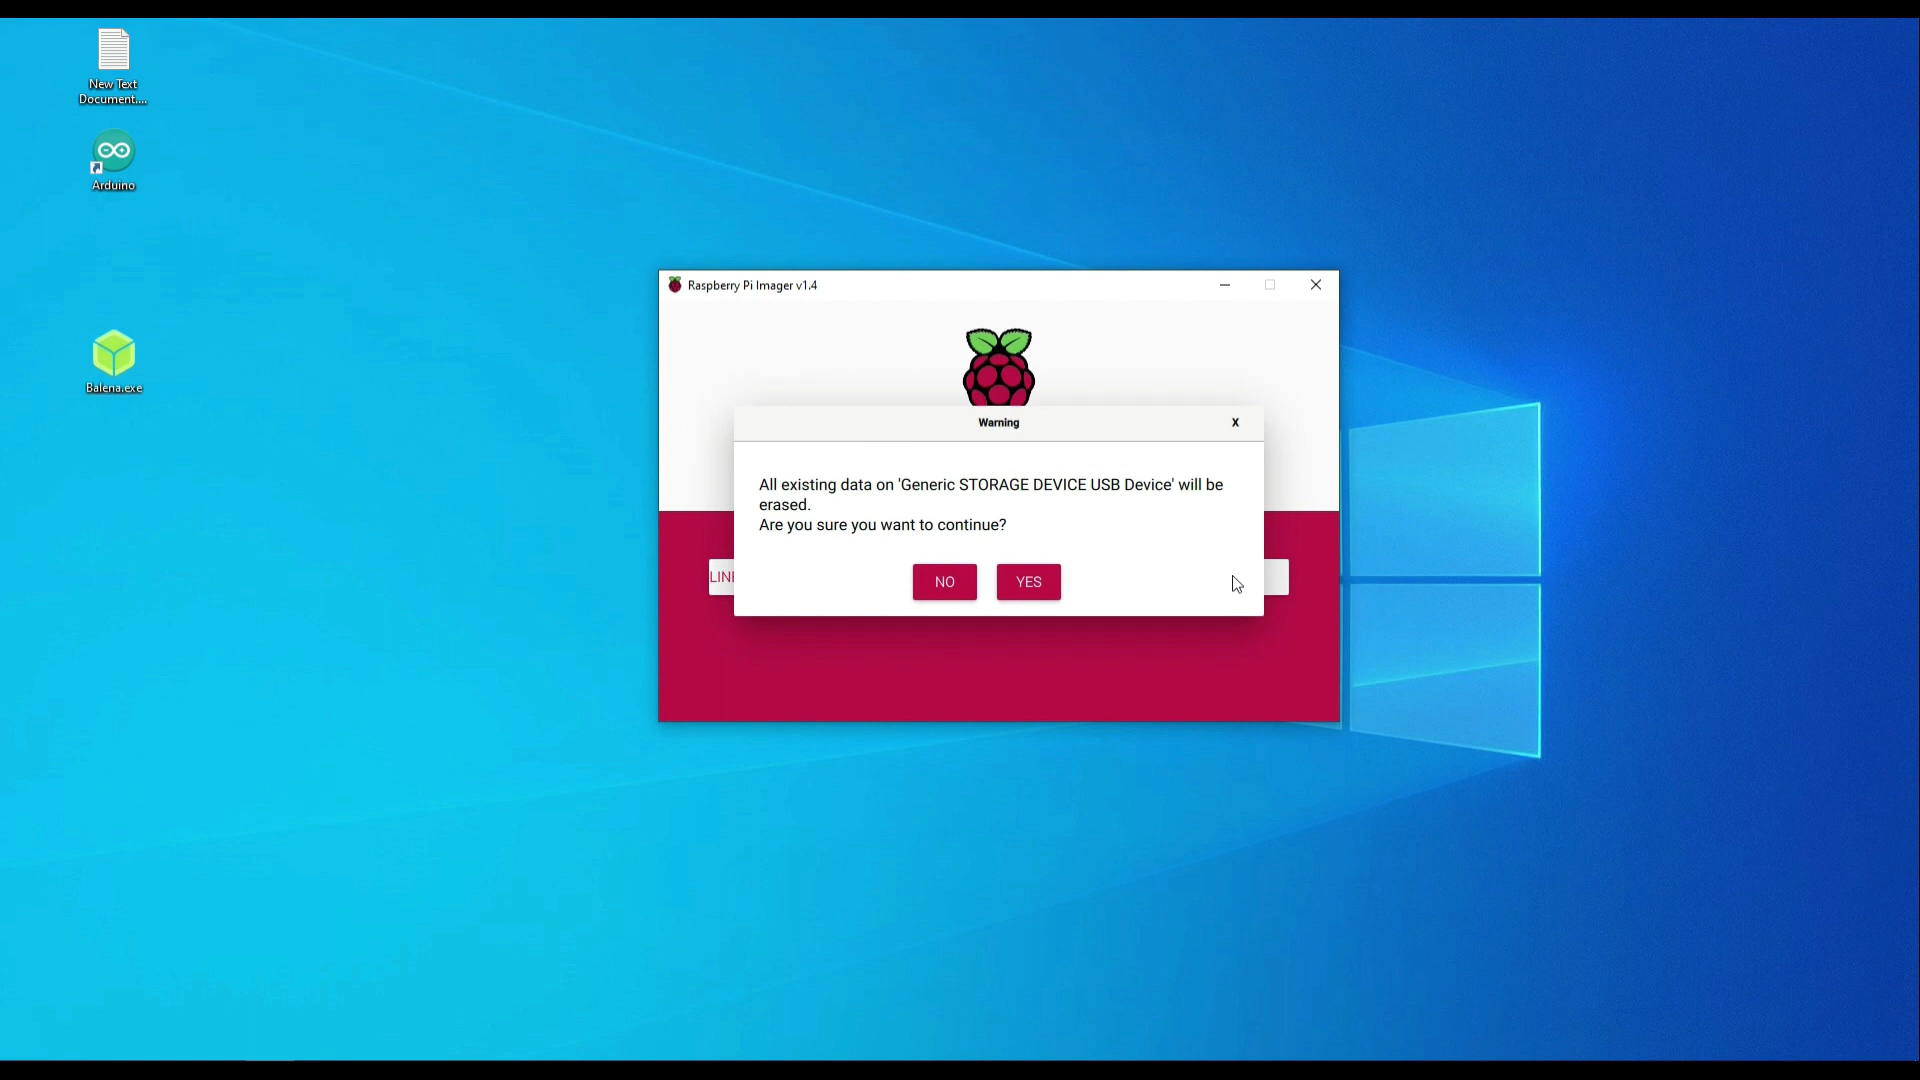 New Text
Document....
Arduino
Balena.exe
Raspberry Pi Imager v1.4
Warning
X
All existing data on 'Generic STORAGE DEVICE USB Device' will be
erased.
Are you sure you want to continue?
NO
YES